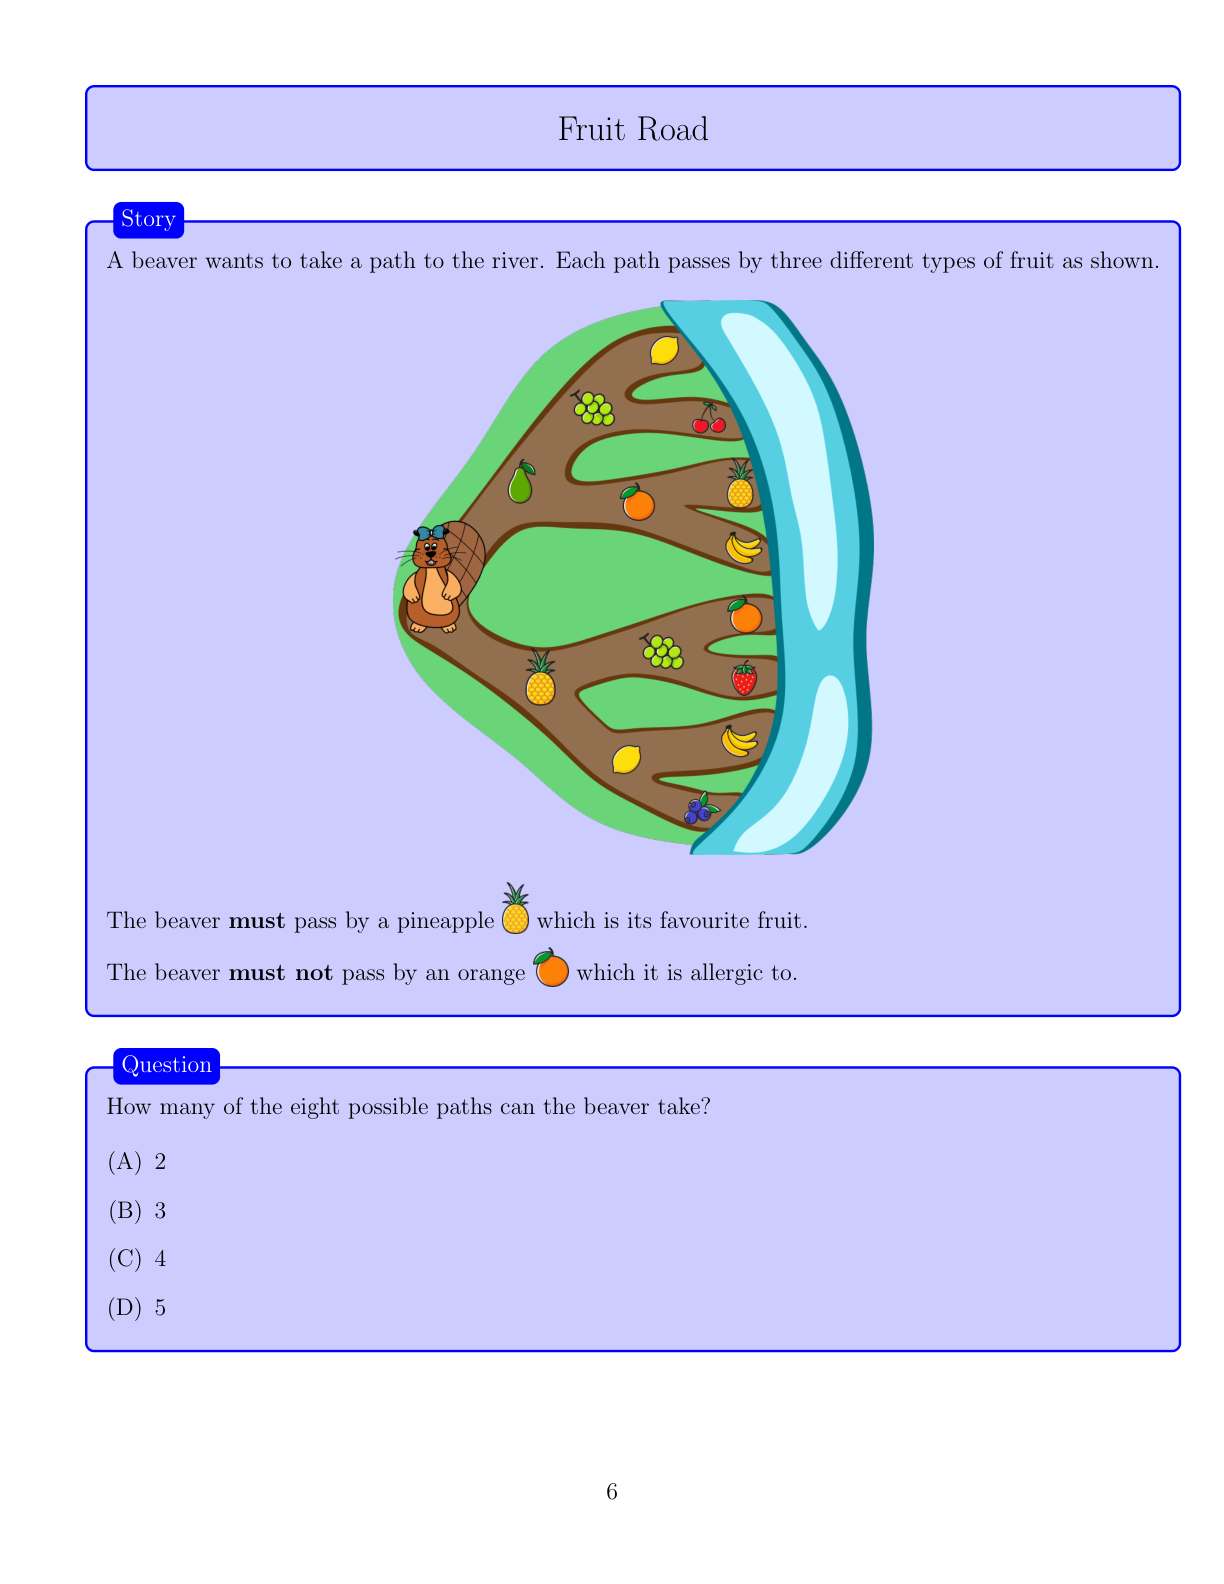 Fruit Road
Story
A beaver wants to take a path to the river. Each path passes by three different types of fruit as shown.
The beaver must pass by a pineapple which is its favourite fruit.
The beaver must not pass by an orange which it is allergic to.
Question
How many of the eight possible paths can the beaver take?
(A) 2
(B) 3
(C) 4
(D) 5
6